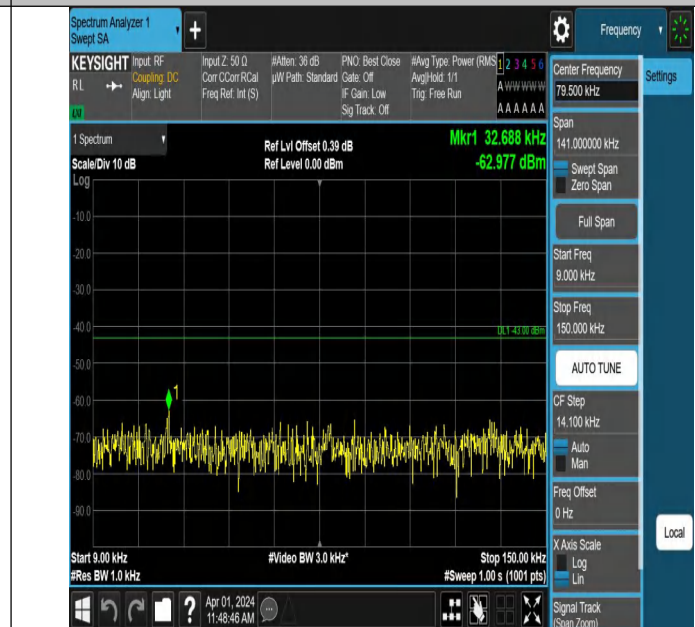 Spectrum Analyzer 1
Swept SA
+
Frequency
KEYSIGHT
RL
LXI
Input: RF
Coupling: DC
Align: Light
Input Z: 50 Ω
Corr CCorr RCal
Freq Ref: Int (S)
#Atten: 36 dB
µW Path: Standard
PNO: Best Close
Gate: Off
IF Gain: Low
Sig Track: Off
#Avg Type: Power (RMS
Avg|Hold: 1/1
Trig: Free Run
1 2 3 4 5 6
A WW WW W
A A A A A A
1 Spectrum
Scale/Div 10 dB
Log
Ref Lvl Offset 0.39 dB
Ref Level 0.00 dBm
Mkr1 32.688 kHz
-62.977 dBm
-10.0
-20.0
-30.0
-40.0
DL1 -43.00 dBm
-50.0
-60.0
1
-70.0
-80.0
-90.0
Start 9.00 kHz
#Res BW 1.0 kHz
#Video BW 3.0 kHz*
Stop 150.00 kHz
#Sweep 1.00 s (1001 pts)
Center Frequency
79.500 kHz
Settings
Span
141.000000 kHz
Swept Span
Zero Span
Full Span
Start Freq
9.000 kHz
Stop Freq
150.000 kHz
AUTO TUNE
CF Step
14.100 kHz
Auto
Man
Freq Offset
0 Hz
X Axis Scale
Log
Lin
Local
Signal Track
(Span Zoom)
?
Apr 01, 2024
11:48:46 AM